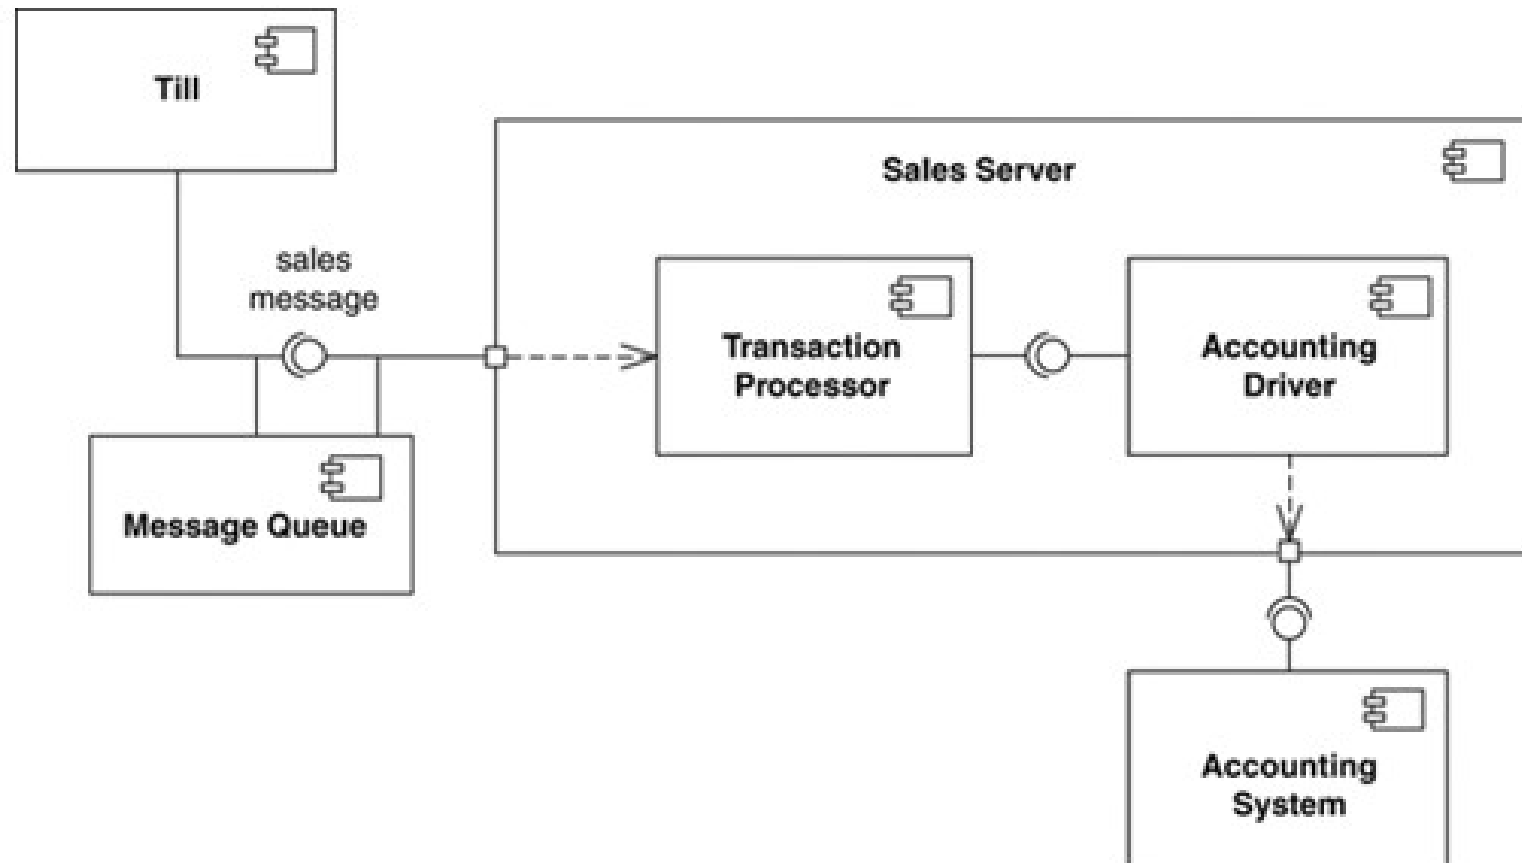 Till
Sales Server
sales
message
Transaction
Processor
Accounting
Driver
Message Queue
Accounting
System